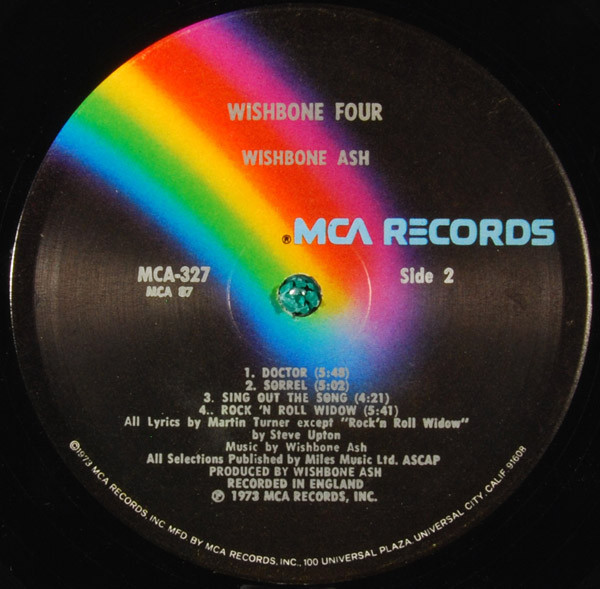 WISHBONE FOUR
WISHBONE ASH
®MCA RECORDS
MCA-327
MCA 87
Side 2
1. DOCTOR (5:48)
2. SORREL (5:02)
3. SING OUT THE SONG (4:21)
4.. ROCK 'N ROLL WIDOW (5:41)
All Lyrics by Martin Turner except "Rock'n Roll Widow"
by Steve Upton
Music by Wishbone Ash
All Selections Published by Miles Music Ltd. ASCAP
PRODUCED BY WISHBONE ASH
RECORDED IN ENGLAND
℗ 1973 MCA RECORDS, INC.
©1973 MCA RECORDS, INC MFD BY MCA RECORDS, INC., 100 UNIVERSAL PLAZA, UNIVERSAL CITY, CALIF. 91608